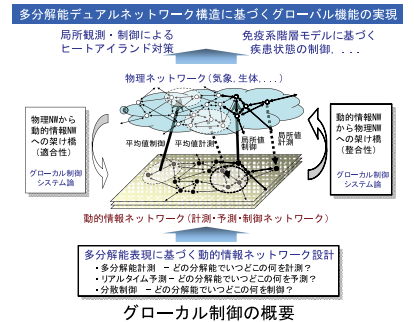 多分解能デュアルネットワーク構造に基づくグローバル機能の実現
局所観測・制御による
ヒートアイランド対策
免疫系階層モデルに基づく
疾患状態の制御、...
物理ネットワーク(気象,生体,...)
物理NWから
動的情報NW
への架け橋
(適合性)
グローカル制御
システム論
平均値制御
平均値計測
局所値
制御
局所値
計測
動的情報
NWから物理NW
への架け橋
(整合性)
グローカル制御
システム論
動的情報ネットワーク(計測・予測・制御ネットワーク)
多分解能表現に基づく動的情報ネットワーク設計
・多分解能計測 -どの分解能でいつどこの何を計測?
・リアルタイム予測-どの分解能でいつどこの何を予測?
・分散制御 -どの分解能でいつどこの何を制御?
グローカル制御の概要